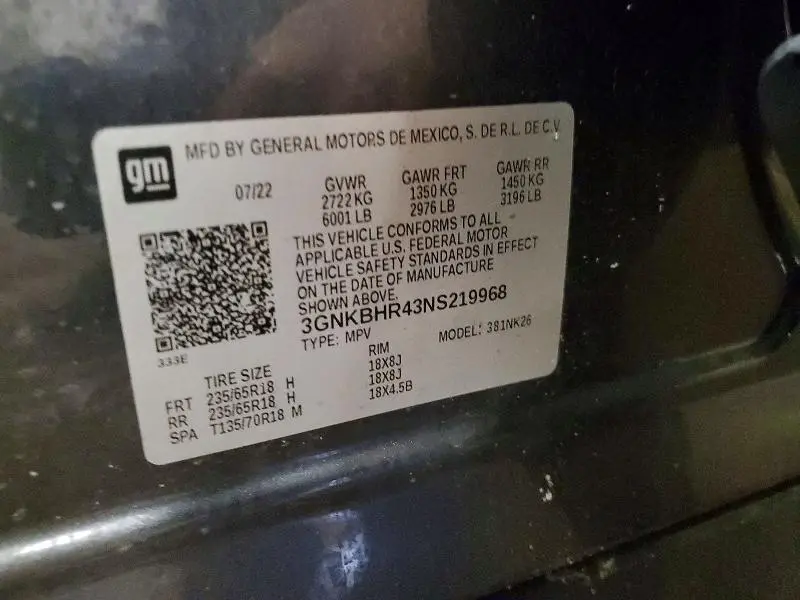 gm
MFD BY GENERAL MOTORS DE MEXICO, S. DE R.L. DE C.V.
07/22
GVWR GAWR FRT GAWR RR
2722 KG 1350 KG 1450 KG
6001 LB 2976 LB 3196 LB
THIS VEHICLE CONFORMS TO ALL
APPLICABLE U.S. FEDERAL MOTOR
VEHICLE SAFETY STANDARDS IN EFFECT
ON THE DATE OF MANUFACTURE
SHOWN ABOVE.
3GNKBHR43NS219968
TYPE: MPV MODEL: 381NK26
333E
TIRE SIZE RIM
FRT 235/65R18 H 18X8J
RR 235/65R18 H 18X8J
SPA T135/70R18 M 18X4.5B